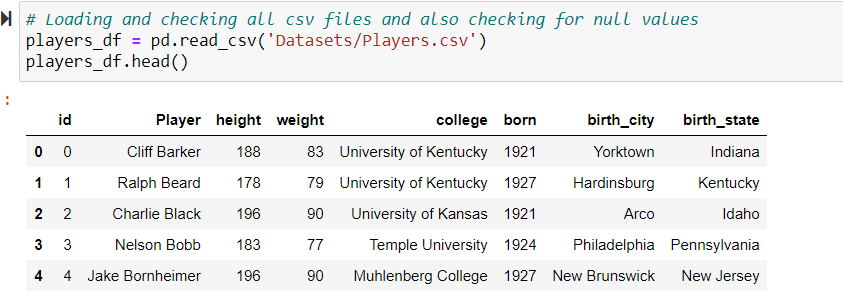 # Loading and checking all csv files and also checking for null values
players_df = pd.read_csv('Datasets/Players.csv')
players_df.head()
:
id Player height weight college born birth_city birth_state
0 0 Cliff Barker 188 83 University of Kentucky 1921 Yorktown Indiana
1 1 Ralph Beard 178 79 University of Kentucky 1927 Hardinsburg Kentucky
2 2 Charlie Black 196 90 University of Kansas 1921 Arco Idaho
3 3 Nelson Bobb 183 77 Temple University 1924 Philadelphia Pennsylvania
4 4 Jake Bornheimer 196 90 Muhlenberg College 1927 New Brunswick New Jersey